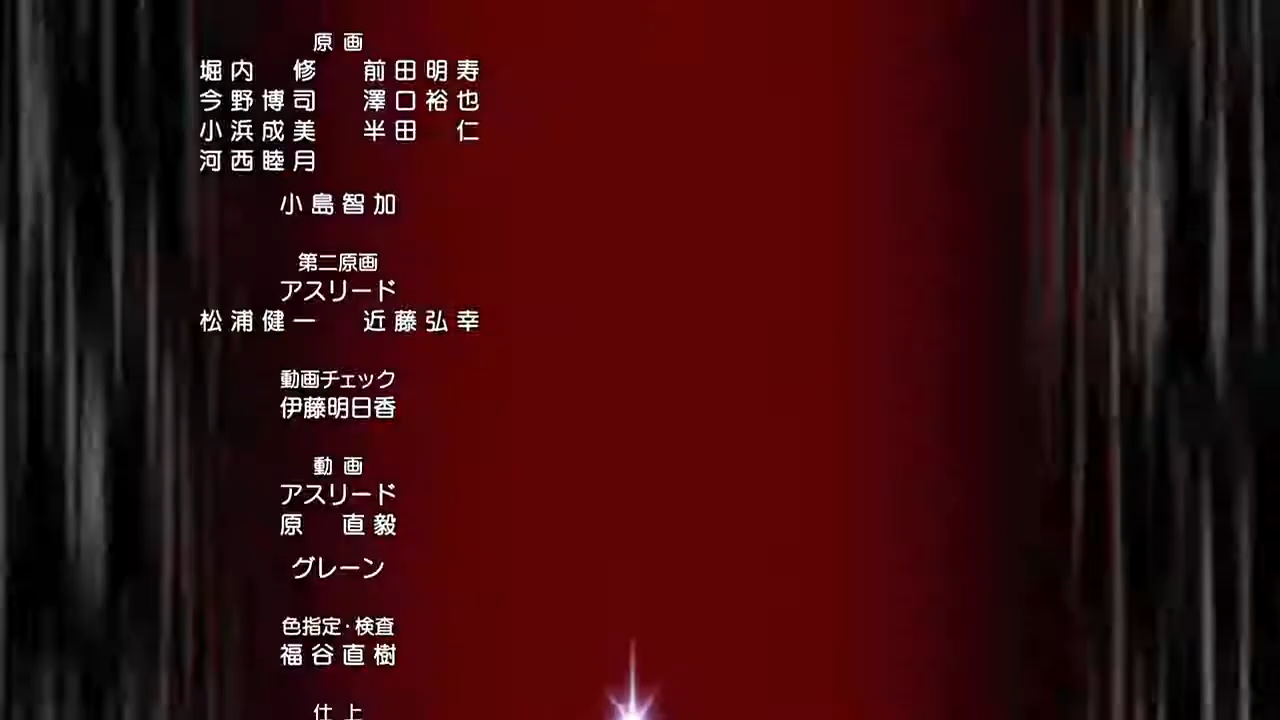 原画
堀内　修　前田明寿
今野博司　澤口裕也
小浜成美　半田　仁
河西睦月
小島智加
第二原画
アスリード
松浦健一　近藤弘幸
動画チェック
伊藤明日香
動画
アスリード
原　直毅
グレーン
色指定・検査
福谷直樹
仕上